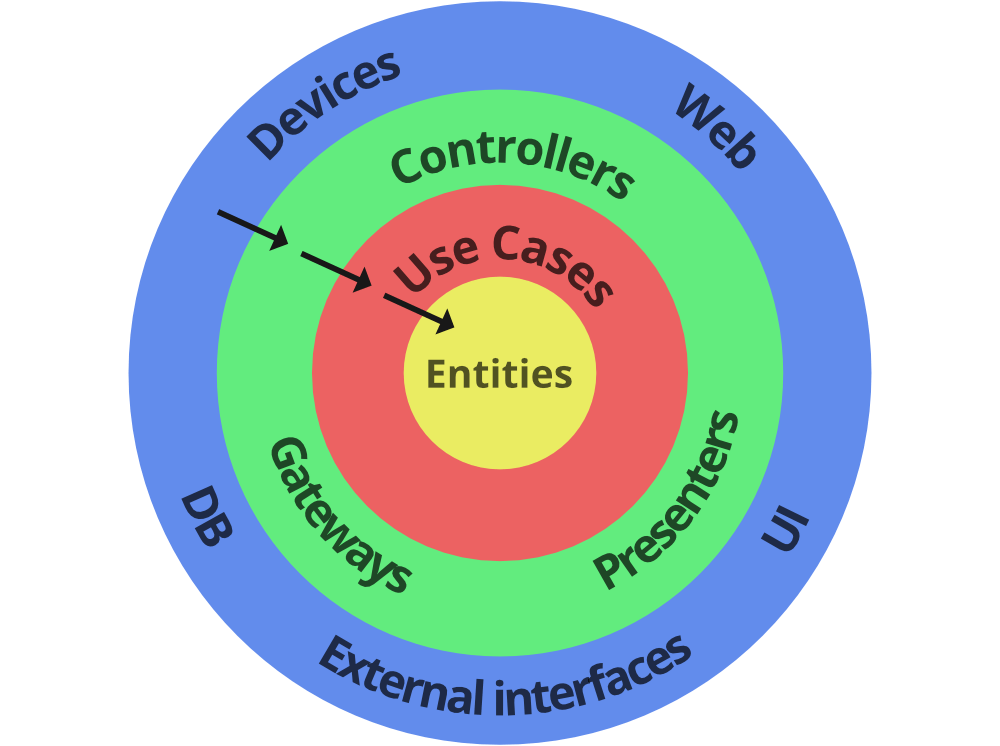 Devices
Web
Controllers
Use Cases
Entities
Gateways
Presenters
DB
UI
External interfaces